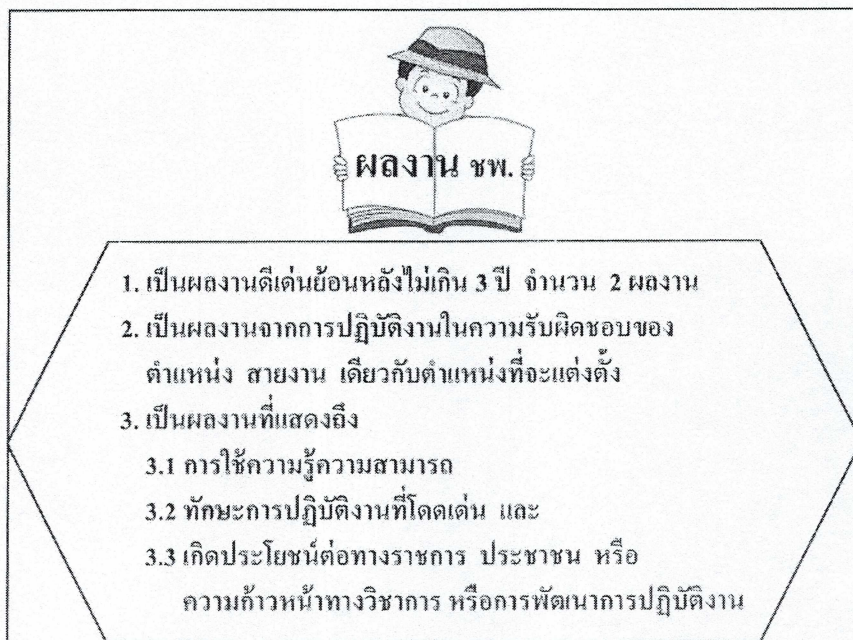 ผลงาน ชพ.
1. เป็นผลงานดีเด่นย้อนหลังไม่เกิน 3 ปี จำนวน 2 ผลงาน
2. เป็นผลงานจากการปฏิบัติงานในความรับผิดชอบของ
ตำแหน่ง สายงาน เดียวกับตำแหน่งที่จะแต่งตั้ง
3. เป็นผลงานที่แสดงถึง
3.1 การใช้ความรู้ความสามารถ
3.2 ทักษะการปฏิบัติงานที่โดดเด่น และ
3.3 เกิดประโยชน์ต่อทางราชการ ประชาชน หรือ
ความก้าวหน้าทางวิชาการ หรือการพัฒนาการปฏิบัติงาน